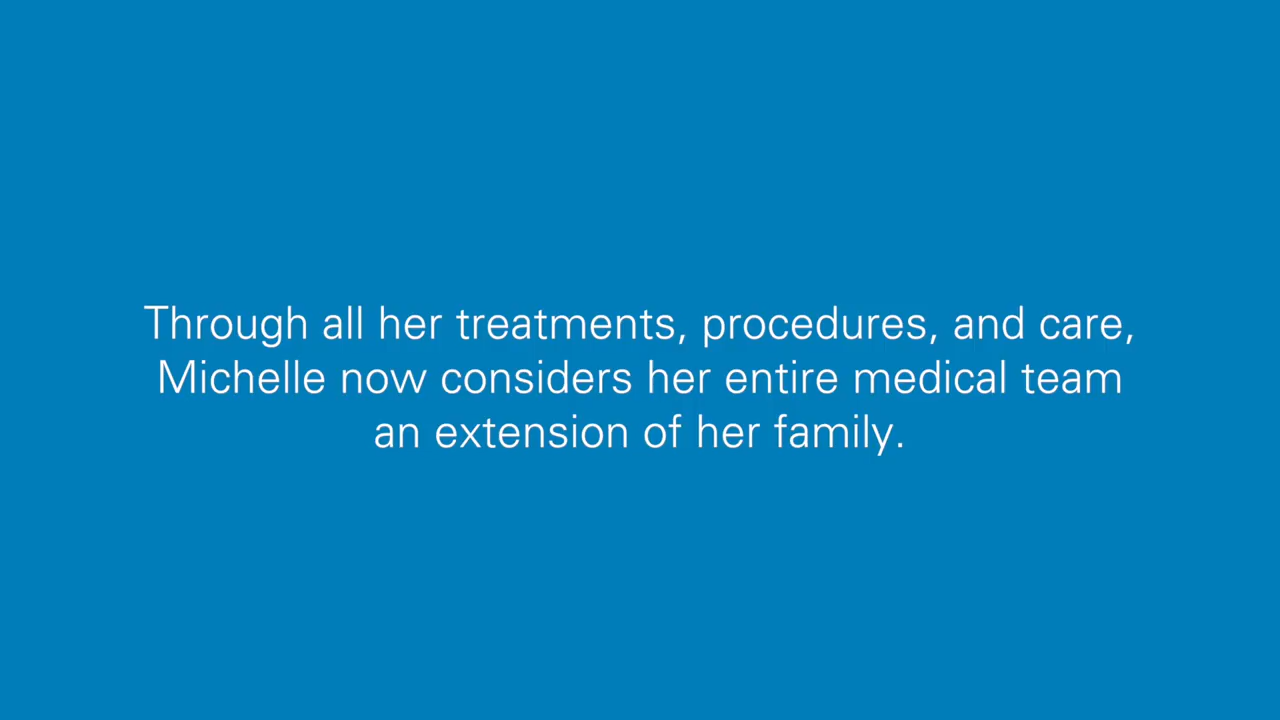 Through all her treatments, procedures, and care,
Michelle now considers her entire medical team
an extension of her family.